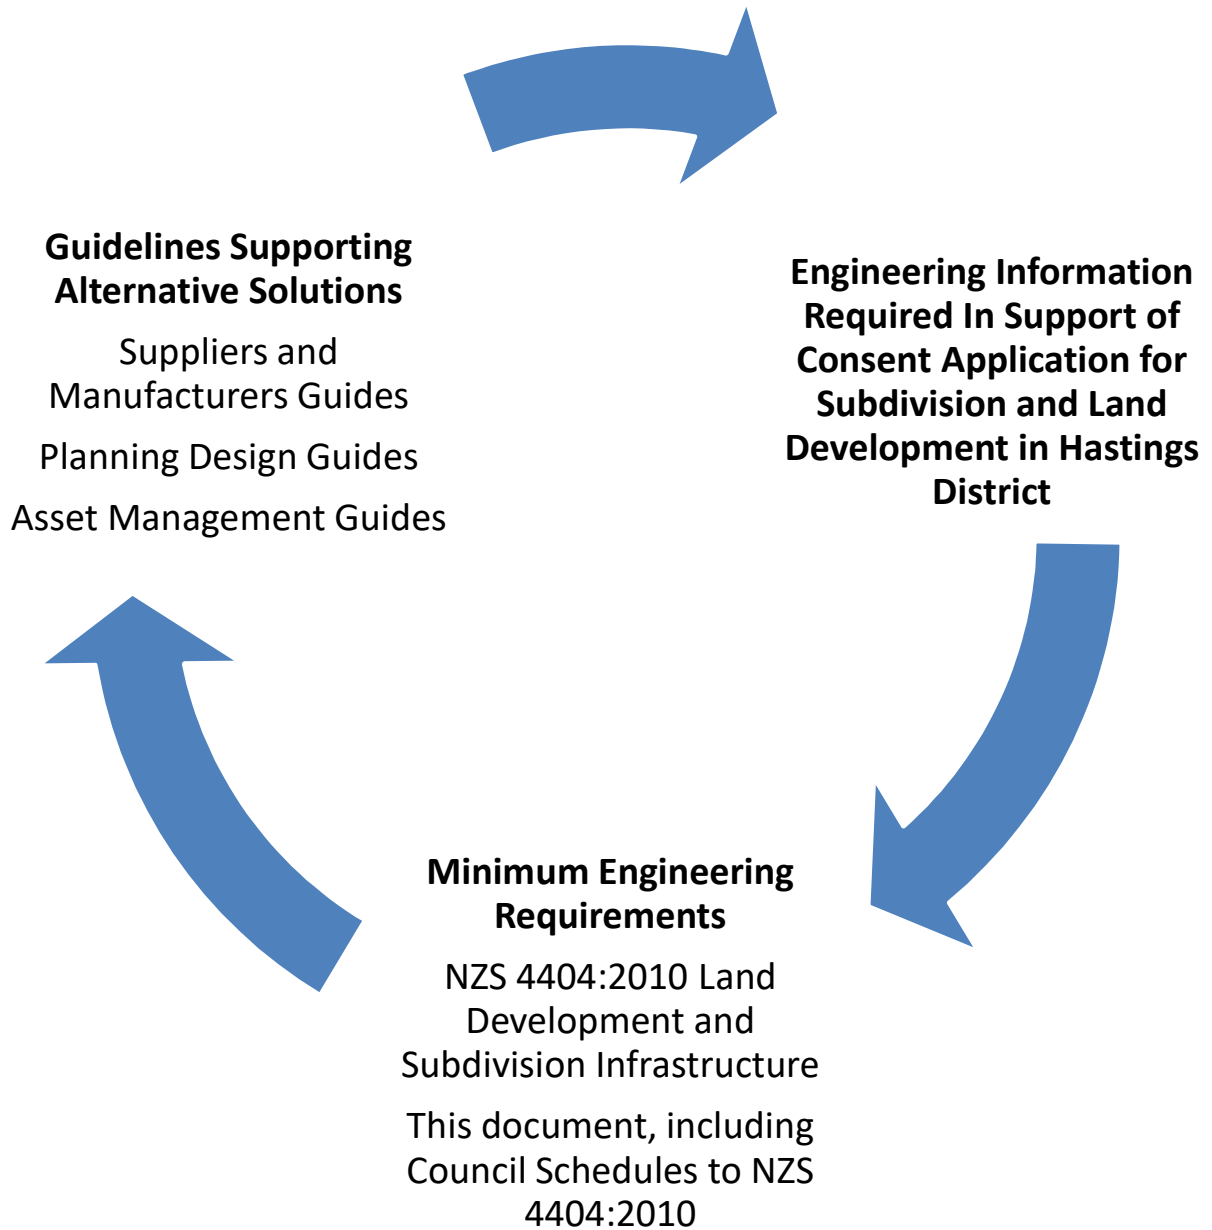 Guidelines Supporting
Alternative Solutions
Suppliers and
Manufacturers Guides
Planning Design Guides
Asset Management Guides
Engineering Information
Required In Support of
Consent Application for
Subdivision and Land
Development in Hastings
District
Minimum Engineering
Requirements
NZS 4404:2010 Land
Development and
Subdivision Infrastructure
This document, including
Council Schedules to NZS
4404:2010